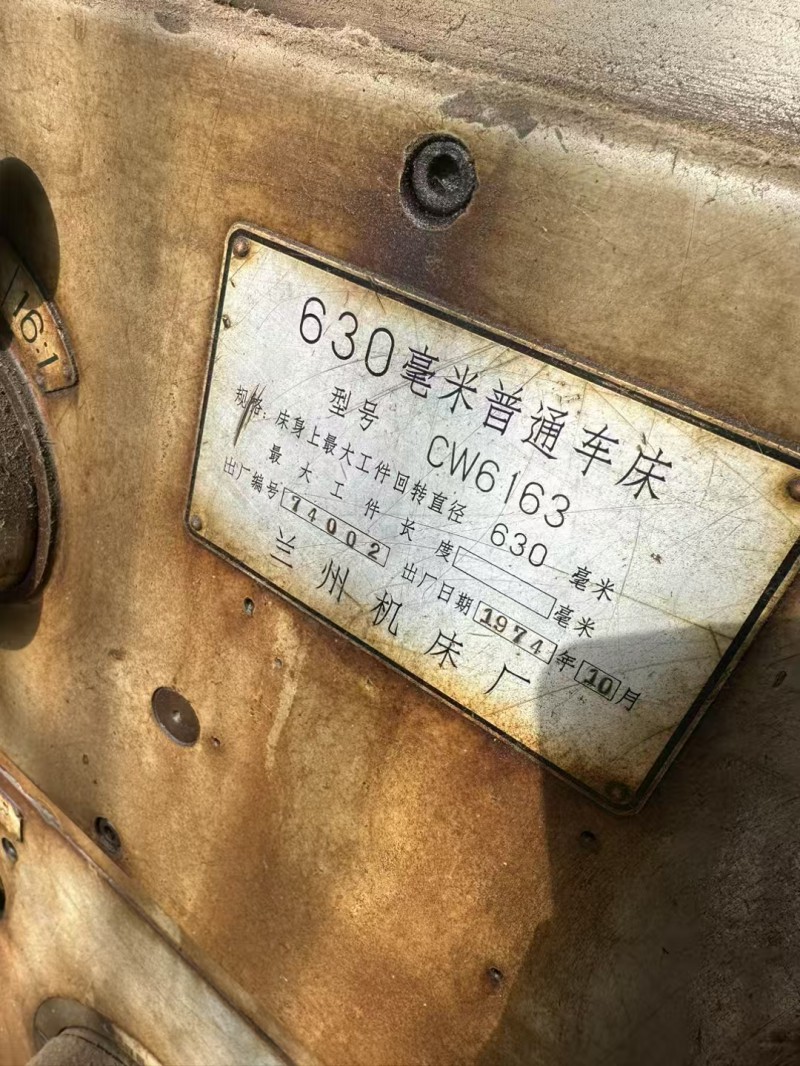 16:1
630毫米普通车床
型号 CW6163
规格: 床身上最大工件回转直径 630 毫米
最大工件长度 毫米
出厂编号 74002 出厂日期 1974年10月
兰州机床厂